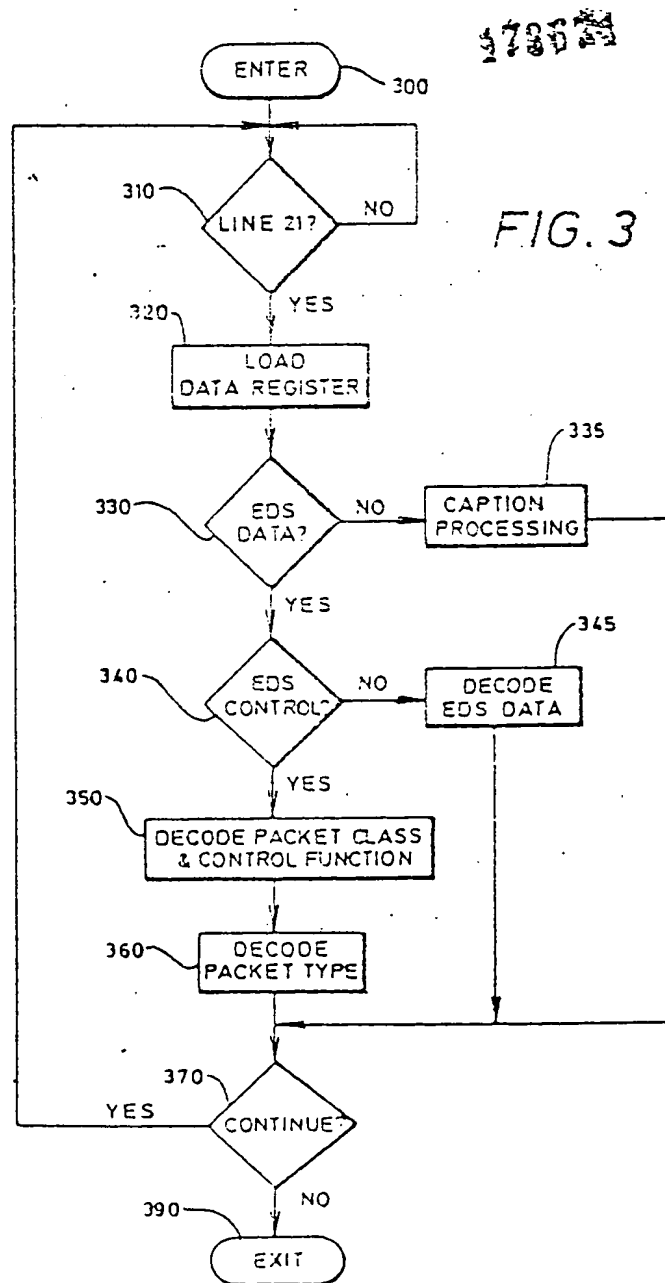 ENTER
300
310
LINE 21?
NO
FIG. 3
YES
320
LOAD
DATA REGISTER
335
330
EDS
DATA?
NO
CAPTION
PROCESSING
YES
345
340
EDS
CONTROL?
NO
DECODE
EDS DATA
YES
350
DECODE PACKET CLASS
& CONTROL FUNCTION
360
DECODE
PACKET TYPE
370
YES
CONTINUE?
NO
390
EXIT